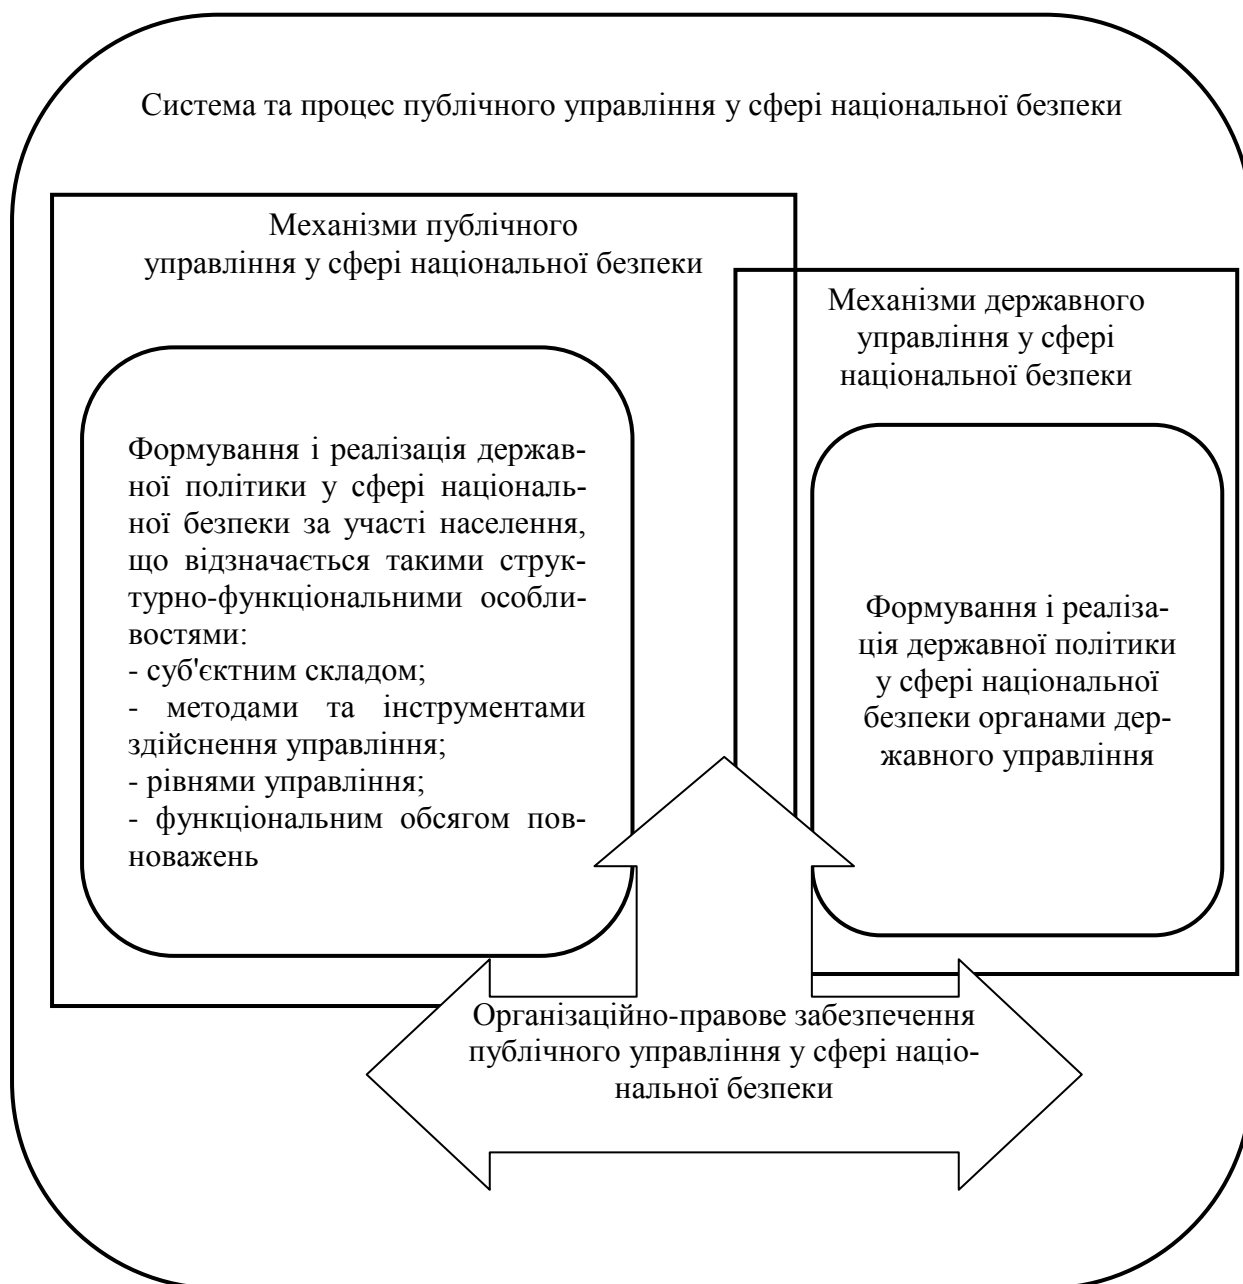 Система та процес публічного управління у сфері національної безпеки
Механізми публічного
управління у сфері національної безпеки
Механізми державного
управління у сфері
національної безпеки
Формування і реалізація держав-
ної політики у сфері національ-
ної безпеки за участі населення,
що відзначається такими струк-
турно-функціональними особли-
востями:
- суб'єктним складом;
- методами та інструментами
здійснення управління;
- рівнями управління;
- функціональним обсягом пов-
новажень
Формування і реаліза-
ція державної політики
у сфері національної
безпеки органами дер-
жавного управління
Організаційно-правове забезпечення
публічного управління у сфері націо-
нальної безпеки